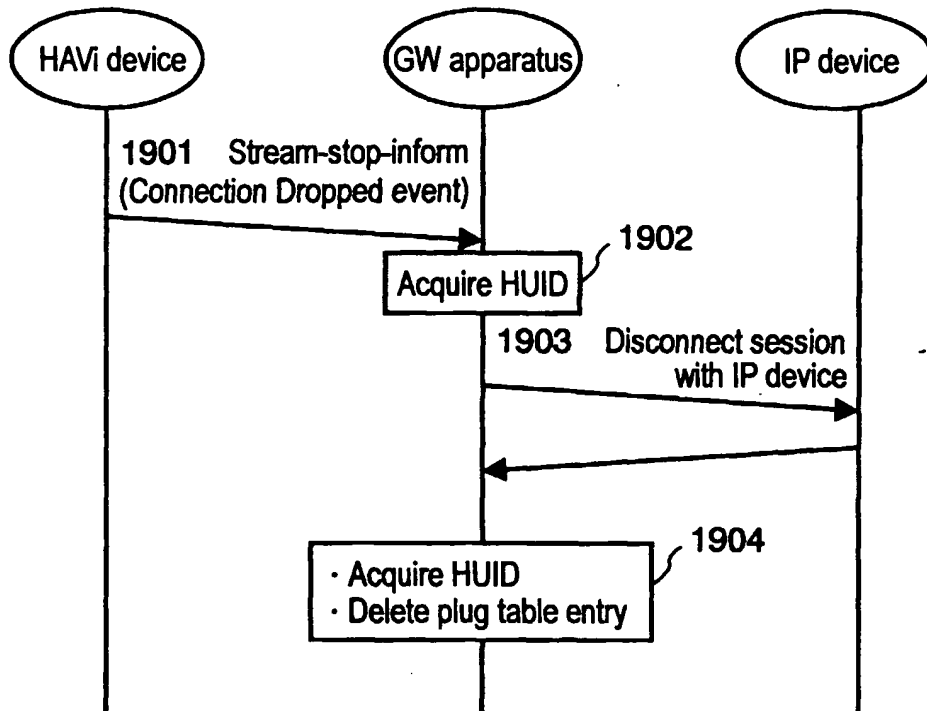 HAVi device
GW apparatus
IP device
1901 Stream-stop-inform
(Connection Dropped event)
1902
Acquire HUID
1903 Disconnect session
with IP device
1904
· Acquire HUID
· Delete plug table entry